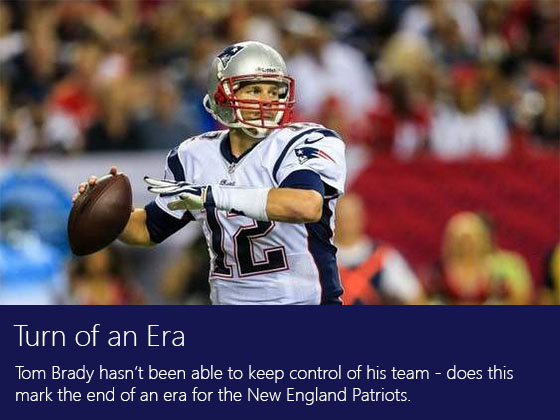 12
Turn of an Era
Tom Brady hasn't been able to keep control of his team - does this
mark the end of an era for the New England Patriots.